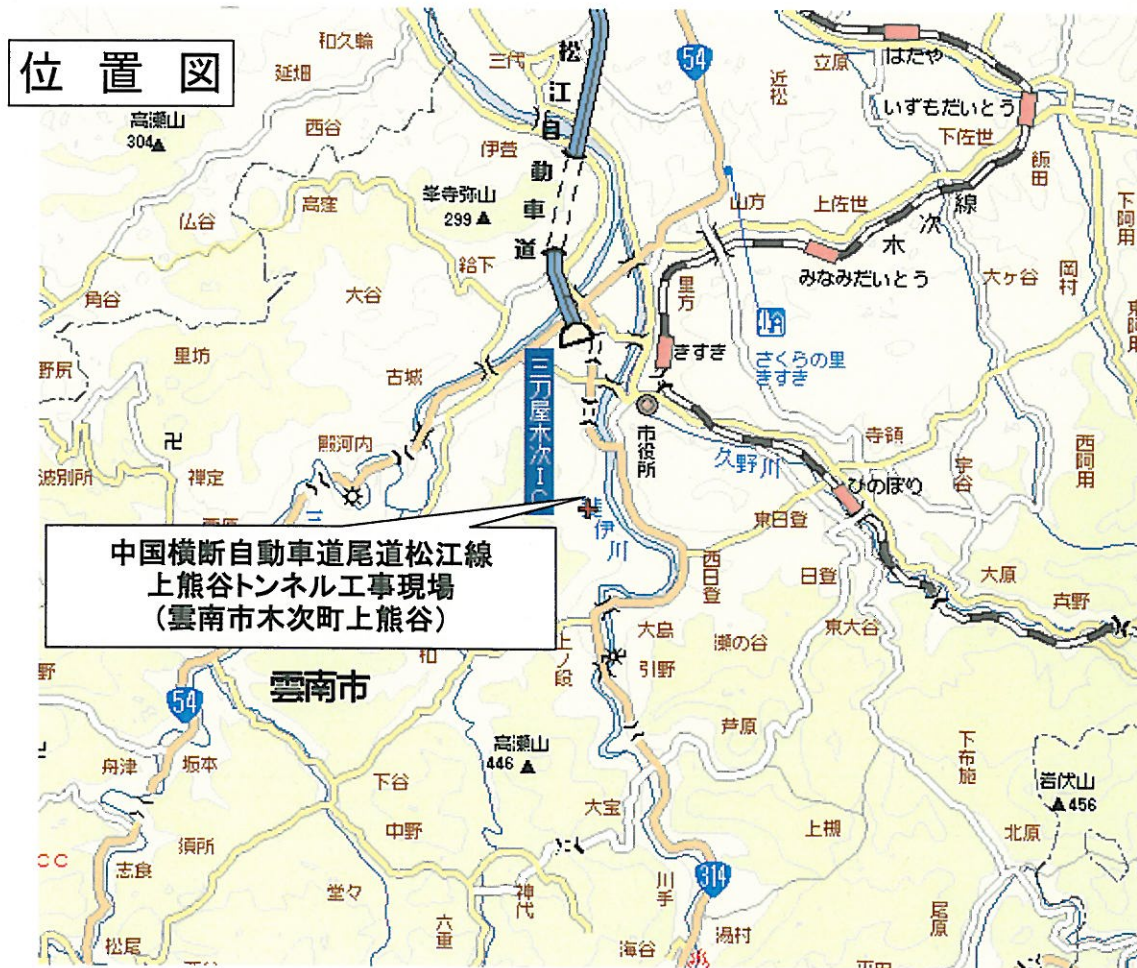 位置図
和久輪
延畑
高瀬山
304
西谷
三代
伊萱
松江自動車道
54
近松
立原
はたや
いずもだいとう
下佐世
飯田
峯寺弥山
299
高窪
仏谷
給下
大谷
角谷
山方
上佐世
木次線
みなみだいとう
下阿用
岡村
大ヶ谷
東阿用
里方
きすき
さくらの里
きすき
里坊
野尻
古城
三刀屋木次IC
市役所
久野川
寺領
宇谷
西阿用
殿河内
波別所
禅定
ひのぼり
斐伊川
東日登
西日登
日登
大原
真野
中国横断自動車道尾道松江線
上熊谷トンネル工事現場
(雲南市木次町上熊谷)
大島
引野
瀬の谷
東大谷
上ノ段
和
野
雲南市
54
芦原
高瀬山
446
下布施
岩伏山
456
舟津
坂本
下谷
中野
大宝
上槻
北原
須所
CC
志食
堂々
神代
六重
川手
314
湯村
尾原
松尾
海谷